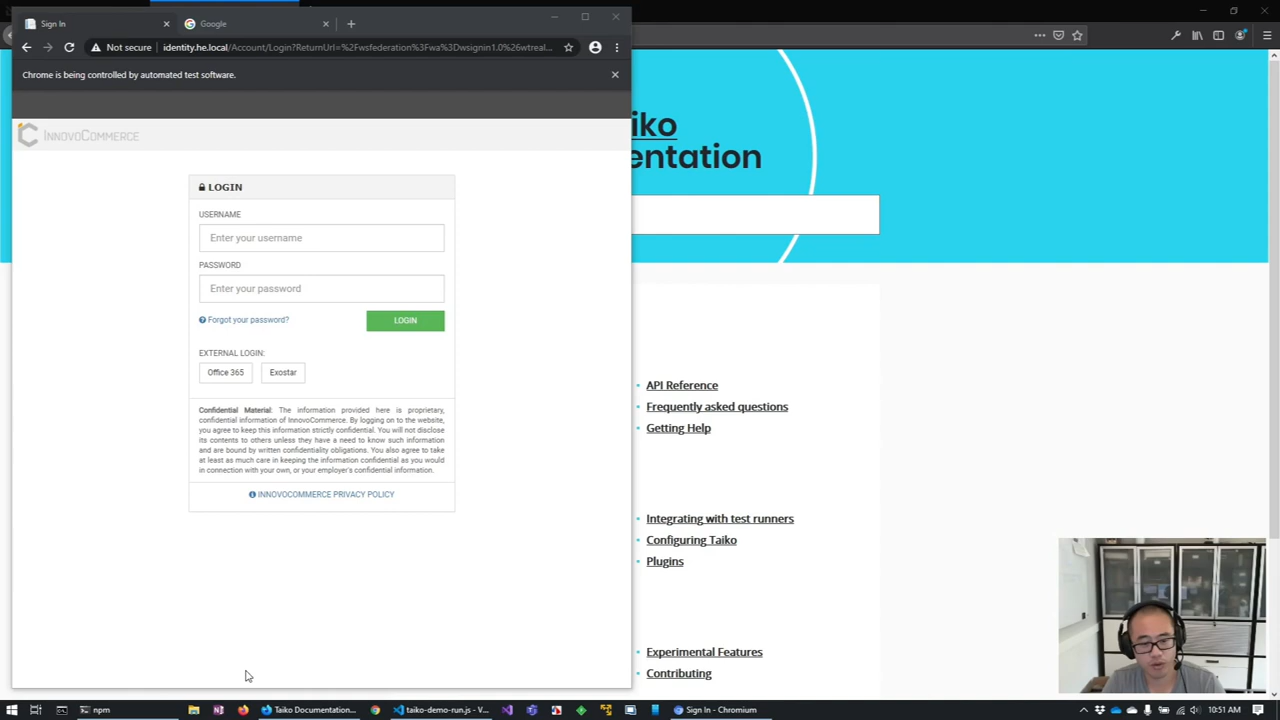 Sign In
Google
Not secure
identity.he.local/Account/Login?ReturnUrl=%2Fwsfederation%3Fwa%3Dwsignin1.0%26wtreal...
Chrome is being controlled by automated test software.
INNOVOCOMMERCE
LOGIN
USERNAME
Enter your username
PASSWORD
Enter your password
Forgot your password?
LOGIN
EXTERNAL LOGIN:
Office 365
Exostar
Confidential Material: The information provided here is proprietary,
confidential information of InnovoCommerce. By logging on to the website,
you agree to keep this information strictly confidential. You will not disclose
its contents to others unless they have a need to know such information
and are bound by written confidentiality obligations. You also agree to take
at least as much care in keeping the information confidential as you would
in connection with your own, or your employer's confidential information.
INNOVOCOMMERCE PRIVACY POLICY
iko
entation
API Reference
Frequently asked questions
Getting Help
Integrating with test runners
Configuring Taiko
Plugins
Experimental Features
Contributing
npm
Taiko Documentation...
taiko-demo-run.js - V...
Sign In - Chromium
10:51 AM